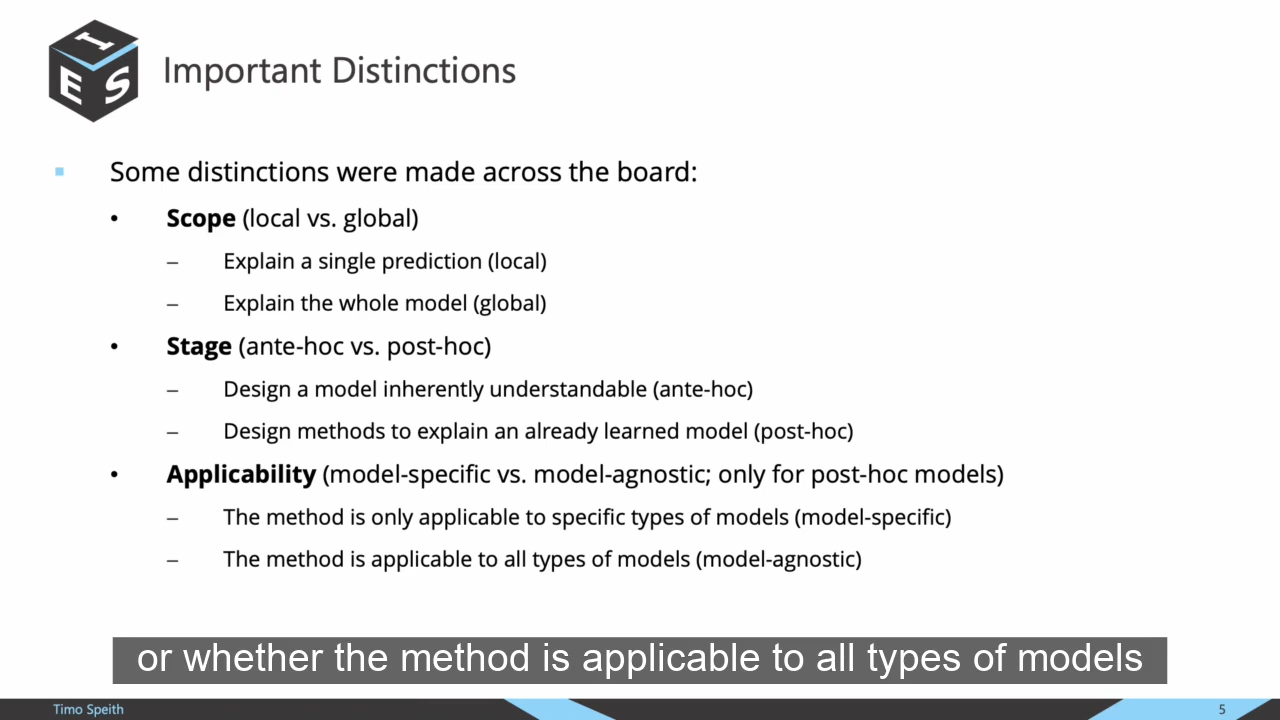 I
E S
Important Distinctions
Some distinctions were made across the board:
Scope (local vs. global)
Explain a single prediction (local)
Explain the whole model (global)
Stage (ante-hoc vs. post-hoc)
Design a model inherently understandable (ante-hoc)
Design methods to explain an already learned model (post-hoc)
Applicability (model-specific vs. model-agnostic; only for post-hoc models)
The method is only applicable to specific types of models (model-specific)
The method is applicable to all types of models (model-agnostic)
or whether the method is applicable to all types of models
Timo Speith 5